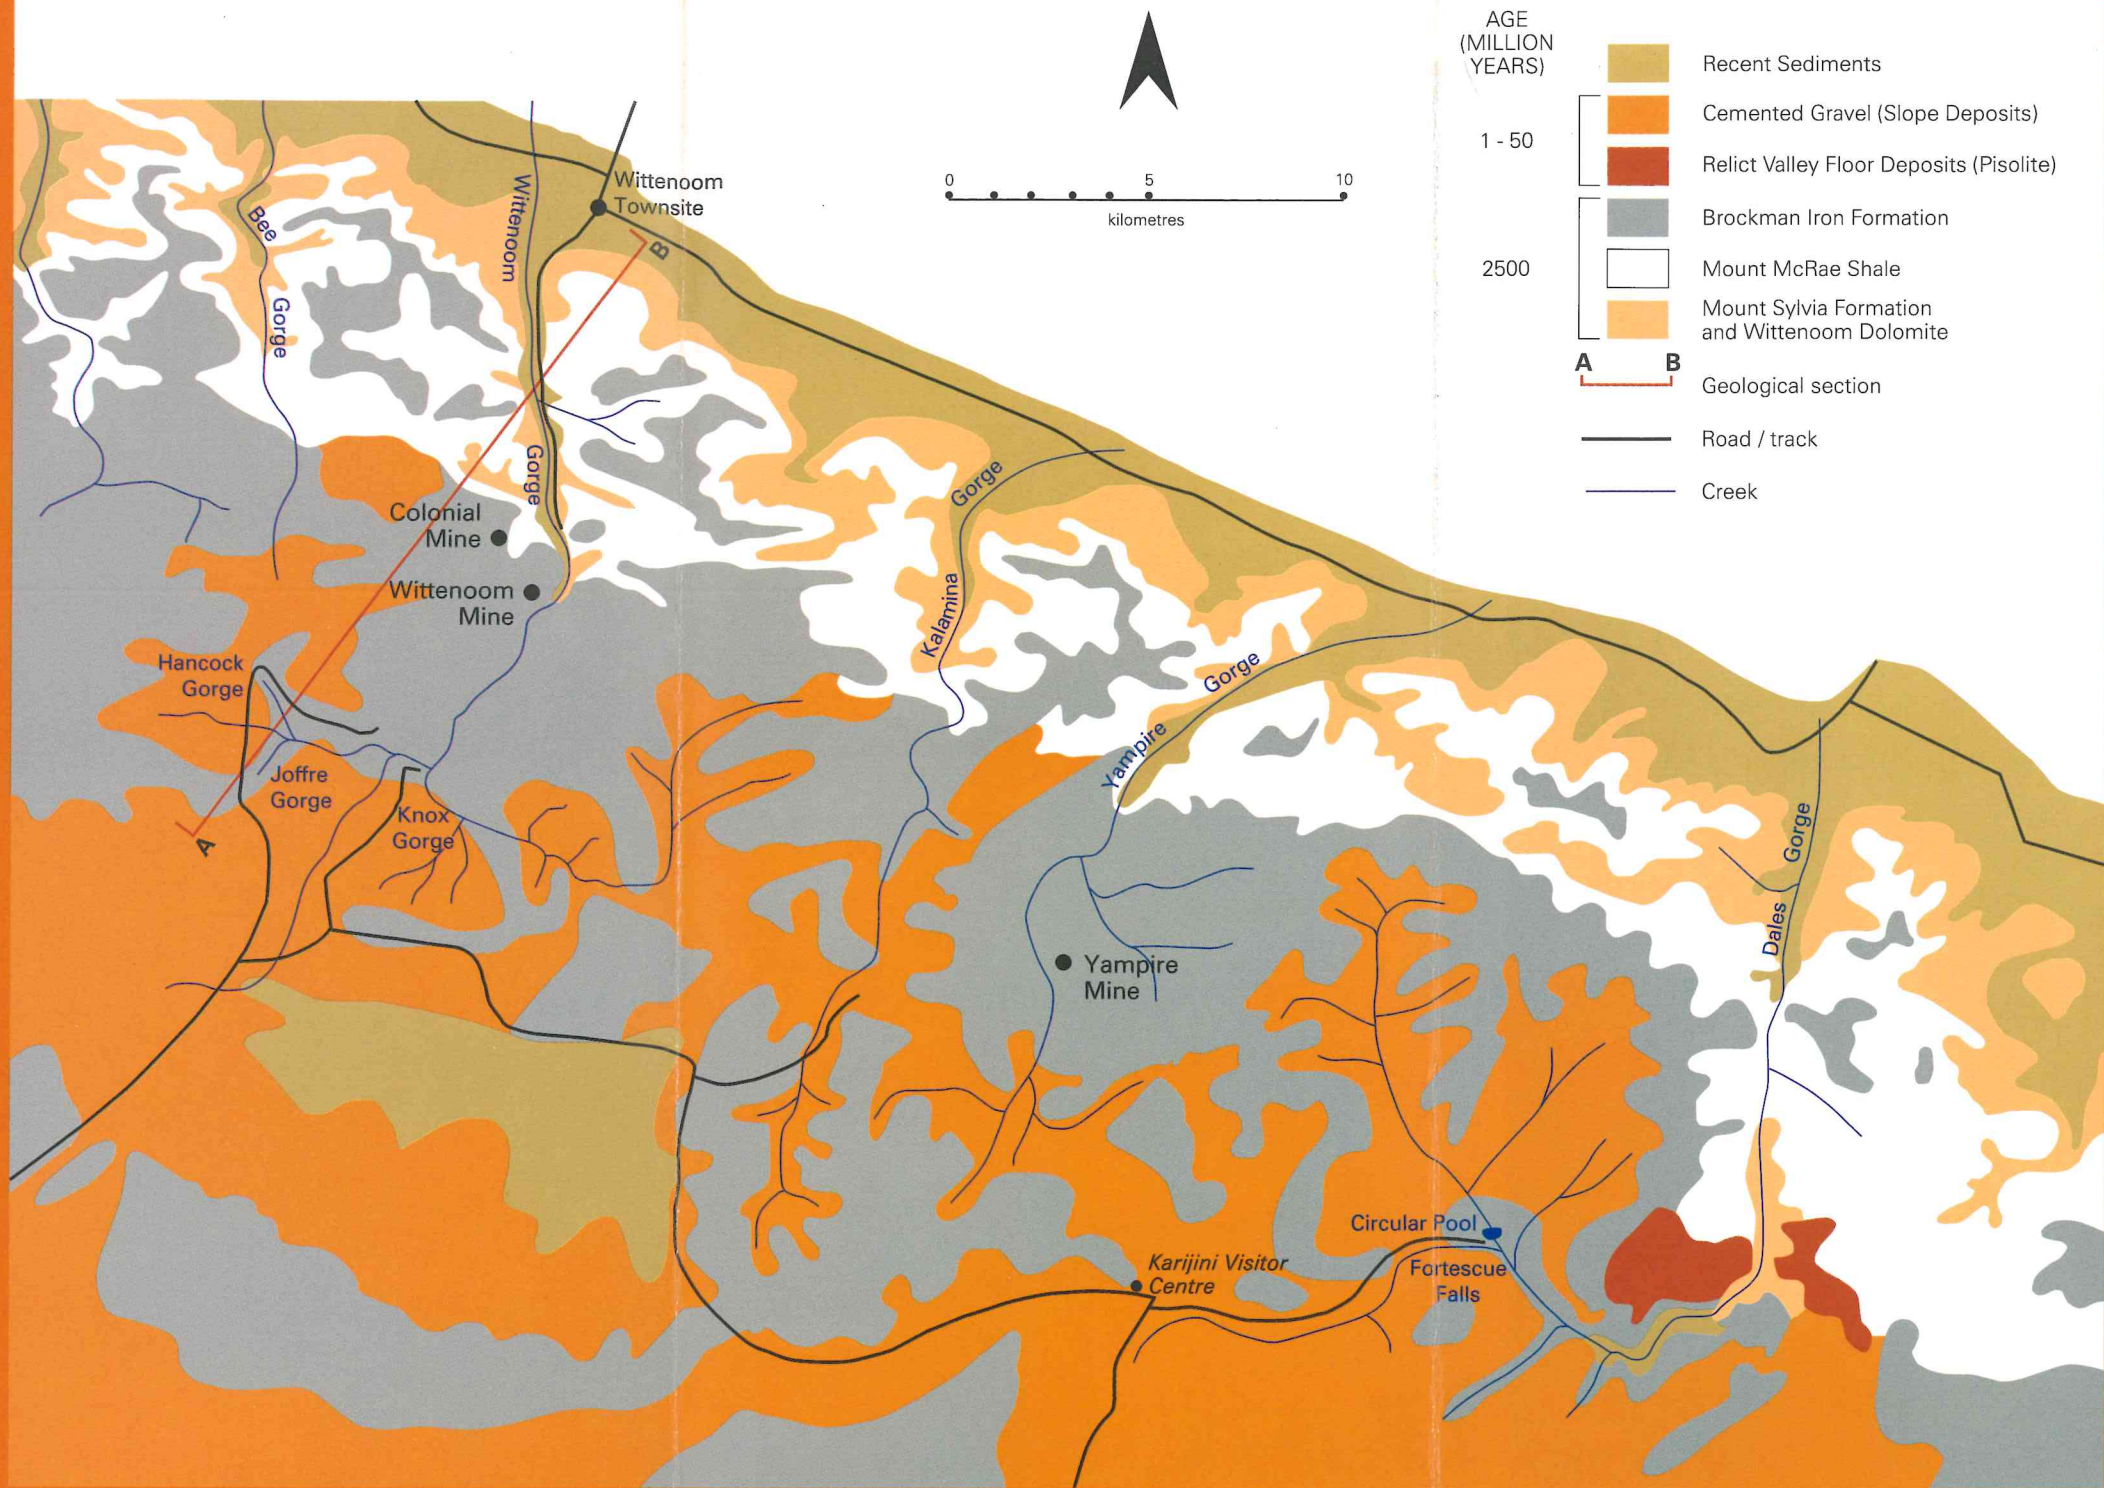 AGE
(MILLION
YEARS)
1 - 50
2500
Recent Sediments
Cemented Gravel (Slope Deposits)
Relict Valley Floor Deposits (Pisolite)
Brockman Iron Formation
Mount McRae Shale
Mount Sylvia Formation
and Wittenoom Dolomite
A B
Geological section
Road / track
Creek
0 5 10
kilometres
Wittenoom
Townsite
Wittenoom
Gorge
Bee
Gorge
B
Colonial
Mine
Wittenoom
Mine
Gorge
Kalamina
Hancock
Gorge
Gorge
Yampire
Joffre
Gorge
Knox
Gorge
A
Gorge
Dales
Yampire
Mine
Circular Pool
Karijini Visitor
Centre
Fortescue
Falls